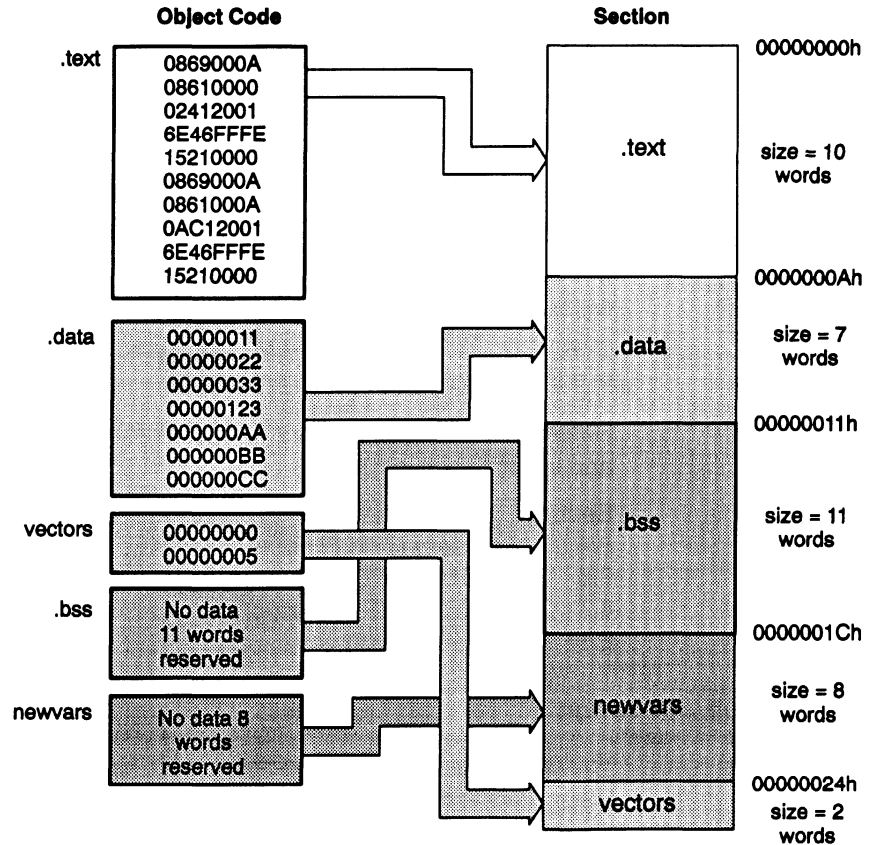 Object Code
Section
.text
0869000A
08610000
02412001
6E46FFFE
15210000
0869000A
0861000A
0AC12001
6E46FFFE
15210000
.data
00000011
00000022
00000033
00000123
000000AA
000000BB
000000CC
vectors
00000000
00000005
.bss
No data
11 words
reserved
newvars
No data 8
words
reserved
.text
.data
.bss
newvars
vectors
00000000h
size = 10
words
0000000Ah
size = 7
words
00000011h
size = 11
words
0000001Ch
size = 8
words
00000024h
size = 2
words